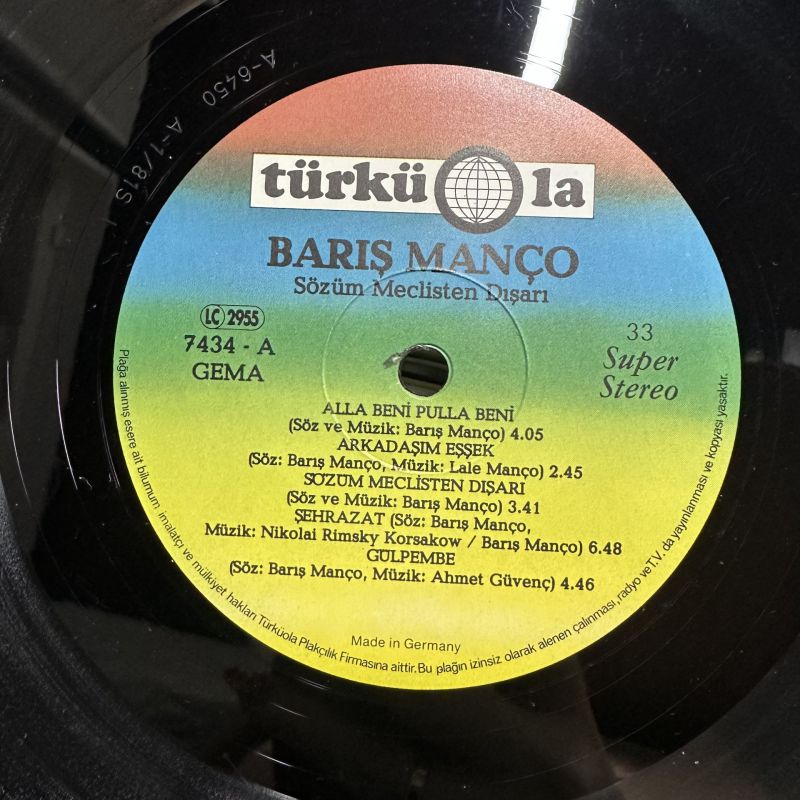 A-6450 A-1/81S
türküola
BARIŞ MANÇO
Sözüm Meclisten Dışarı
LC 2955
7434 - A
GEMA
33
Super
Stereo
ALLA BENİ PULLA BENİ
(Söz ve Müzik: Barış Manço) 4.05
ARKADAŞIM EŞŞEK
(Söz: Barış Manço, Müzik: Lale Manço) 2.45
SÖZÜM MECLİSTEN DIŞARI
(Söz ve Müzik: Barış Manço) 3.41
ŞEHRAZAT (Söz: Barış Manço,
Müzik: Nikolai Rimsky Korsakow / Barış Manço) 6.48
GÜLPEMBE
(Söz: Barış Manço, Müzik: Ahmet Güvenç) 4.46
Made in Germany
Plağa alınmış esere ait bilumum imalatçı ve mülkiyet hakları Türküola Plakçılık Firmasına aittir. Bu plağın izinsiz olarak alenen çalınması, radyo ve T.V. da yayınlanması ve kopyası yasaktır.